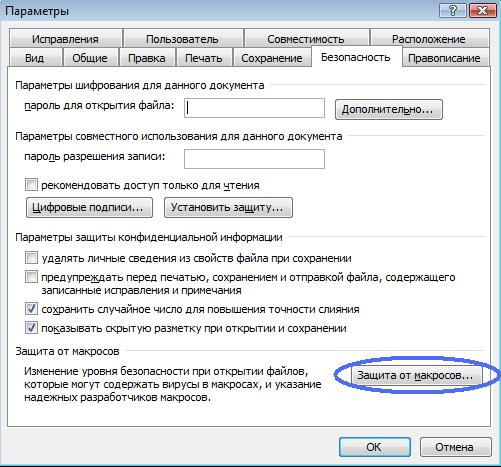 Параметры
Исправления Пользователь Совместимость Расположение
Вид Общие Правка Печать Сохранение Безопасность Правописание
Параметры шифрования для данного документа
пароль для открытия файла: Дополнительно...
Параметры совместного использования для данного документа
пароль разрешения записи:
рекомендовать доступ только для чтения
Цифровые подписи... Установить защиту...
Параметры защиты конфиденциальной информации
удалять личные сведения из свойств файла при сохранении
предупреждать перед печатью, сохранением и отправкой файла, содержащего
записанные исправления и примечания
сохранить случайное число для повышения точности слияния
показывать скрытую разметку при открытии и сохранении
Защита от макросов
Изменение уровня безопасности при открытии файлов,
которые могут содержать вирусы в макросах, и указание
надежных разработчиков макросов.
Защита от макросов...
ОК Отмена